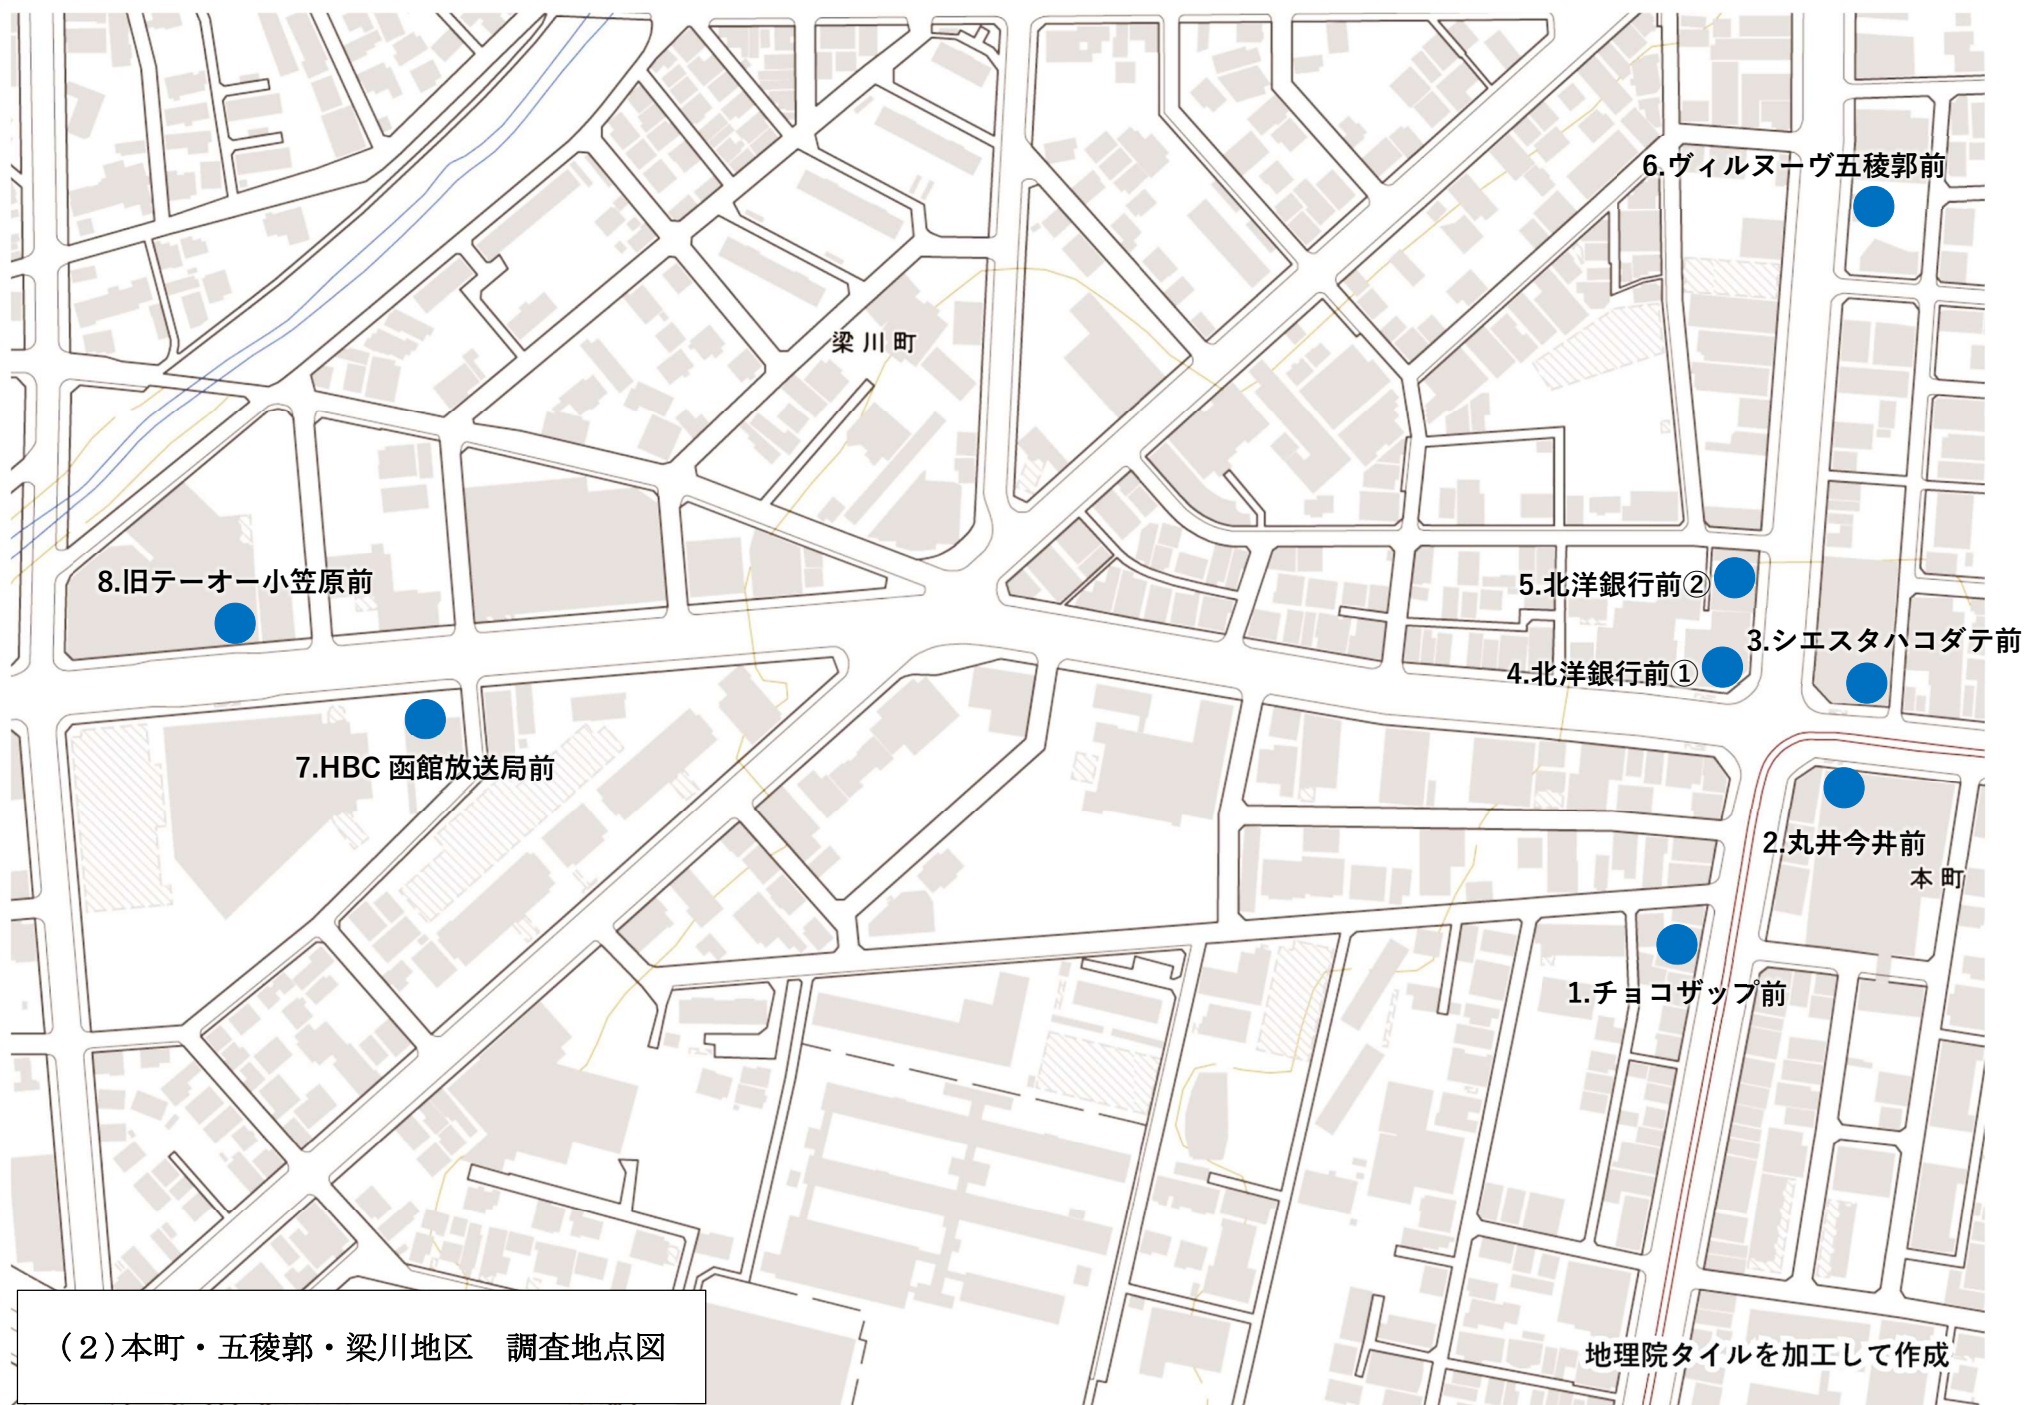 6.ヴィルヌーヴ五稜郭前
梁川町
8.旧テーオー小笠原前
5.北洋銀行前②
3.シエスタハコダテ前
4.北洋銀行前①
7.HBC 函館放送局前
2.丸井今井前
本町
1.チョコザップ前
（２）本町・五稜郭・梁川地区　調査地点図
地理院タイルを加工して作成